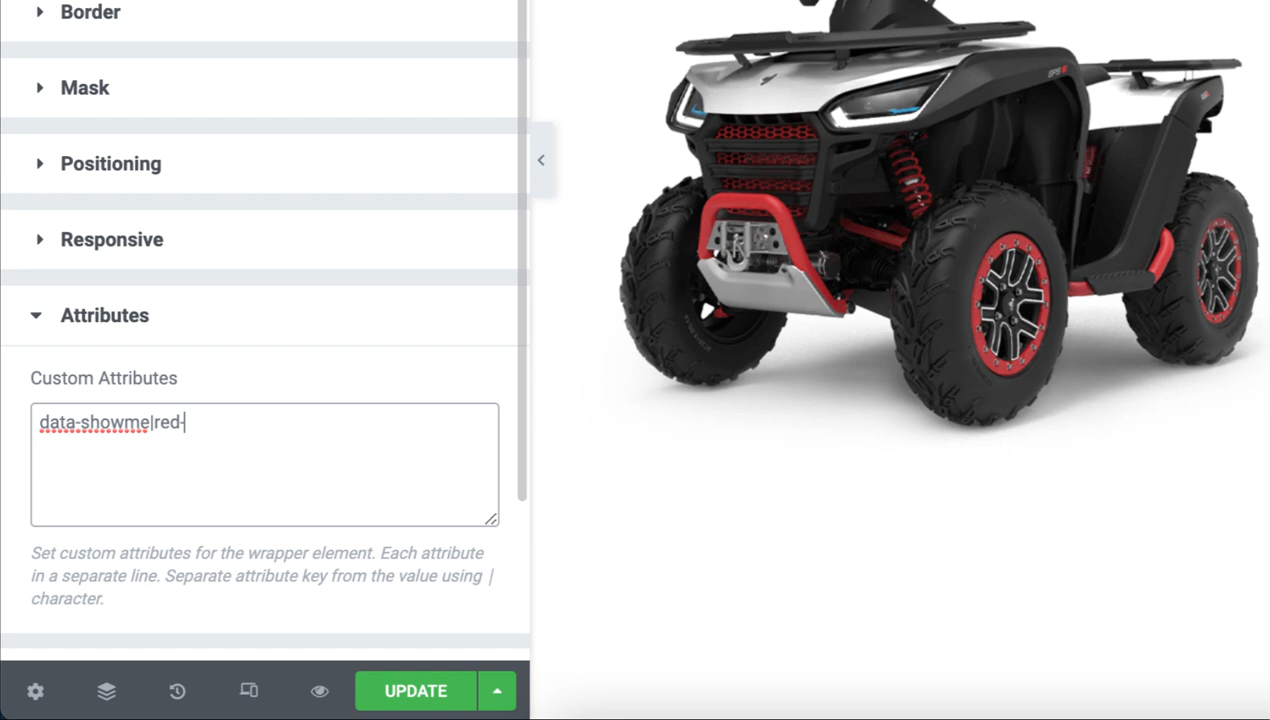 Border
Mask
Positioning
Responsive
Attributes
Custom Attributes
data-showme|red-
Set custom attributes for the wrapper element. Each attribute
in a separate line. Separate attribute key from the value using |
character.
UPDATE